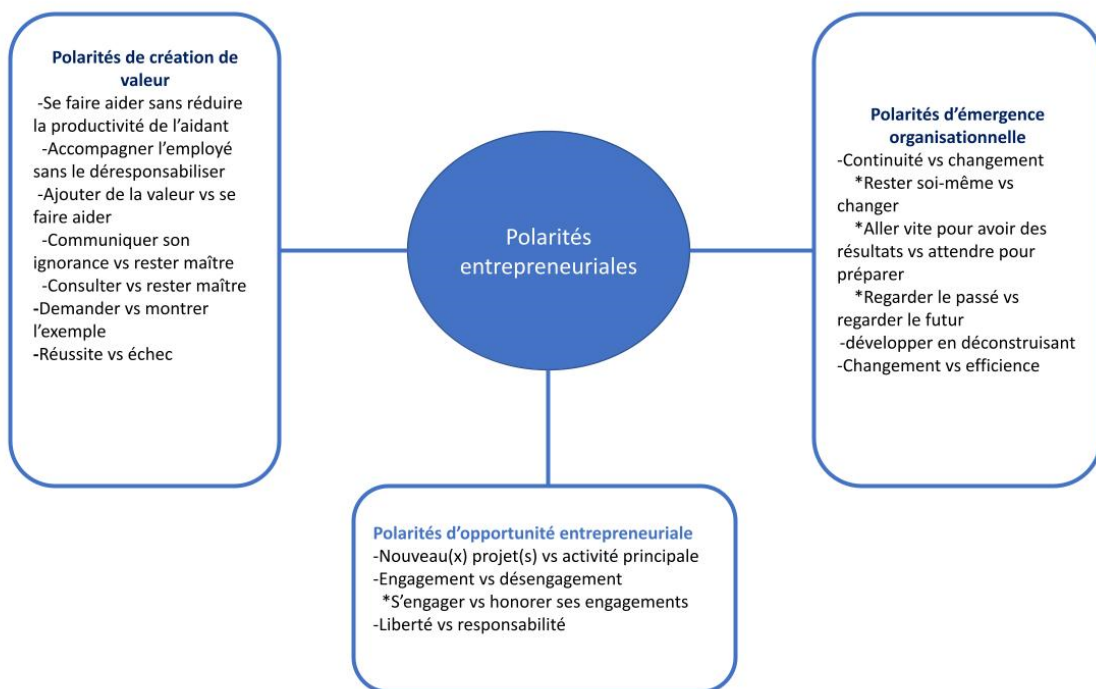 Polarités de création de
valeur
-Se faire aider sans réduire
la productivité de l'aidant
-Accompagner l'employé
sans le déresponsabiliser
-Ajouter de la valeur vs se
faire aider
-Communiquer son
ignorance vs rester maître
-Consulter vs rester maître
-Demander vs montrer
l'exemple
-Réussite vs échec
Polarités
entrepreneuriales
Polarités d'émergence
organisationnelle
-Continuité vs changement
*Rester soi-même vs
changer
*Aller vite pour avoir des
résultats vs attendre pour
préparer
*Regarder le passé vs
regarder le futur
-développer en déconstruisant
-Changement vs efficience
Polarités d'opportunité entrepreneuriale
-Nouveau(x) projet(s) vs activité principale
-Engagement vs désengagement
*S'engager vs honorer ses engagements
-Liberté vs responsabilité